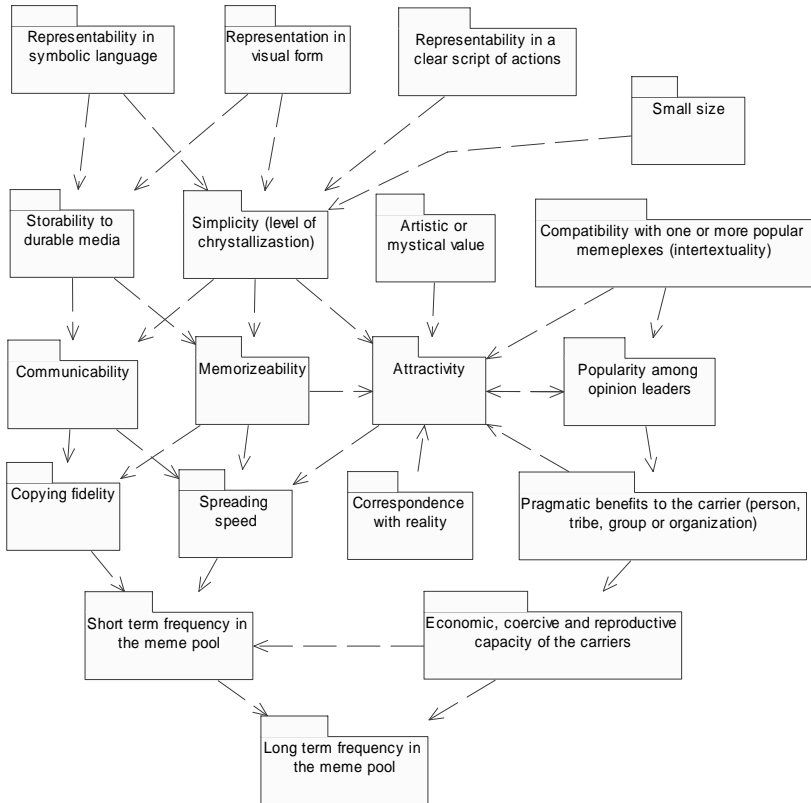 Representability in
symbolic language
Representation in
visual form
Representability in a
clear script of actions
Small size
Storability to
durable media
Simplicity (level of
chrystallizastion)
Artistic or
mystical value
Compatibility with one or more popular
memeplexes (intertextuality)
Communicability
Memorizeability
Attractivity
Popularity among
opinion leaders
Copying fidelity
Spreading
speed
Correspondence
with reality
Pragmatic benefits to the carrier (person,
tribe, group or organization)
Short term frequency in
the meme pool
Economic, coercive and reproductive
capacity of the carriers
Long term frequency in
the meme pool